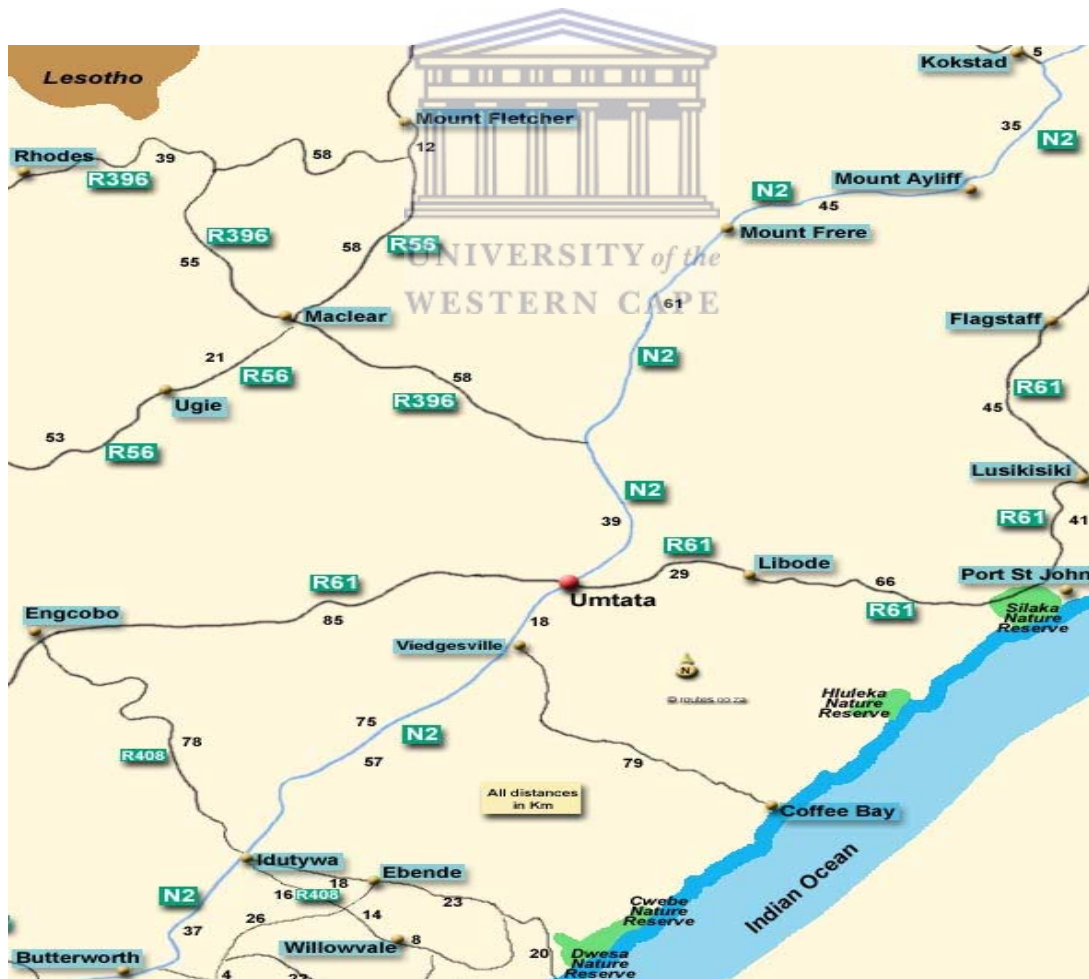 Lesotho
Kokstad
5
Mount Fletcher
12
35
N2
Rhodes
39
58
R396
Mount Ayliff
N2
45
Mount Frere
R396
58
R56
55
UNIVERSITY of the
WESTERN CAPE
61
Maclear
Flagstaff
21
R56
58
N2
R61
Ugie
R396
45
53
R56
Lusikisiki
N2
R61
41
39
R61
Libode
29
66
Port St John
R61
85
Umtata
R61
Silaka
Nature
Reserve
Engcobo
18
Viedgesville
N
© routes.co.za
Hluleka
Nature
Reserve
75
N2
78
R408
57
79
All distances
in Km
Coffee Bay
Idutywa
Ebende
18
16
R408
Indian Ocean
N2
23
Cwebe
Nature
Reserve
26
14
37
Willowvale
8
20
Butterworth
4
Dwesa
Nature
Reserve